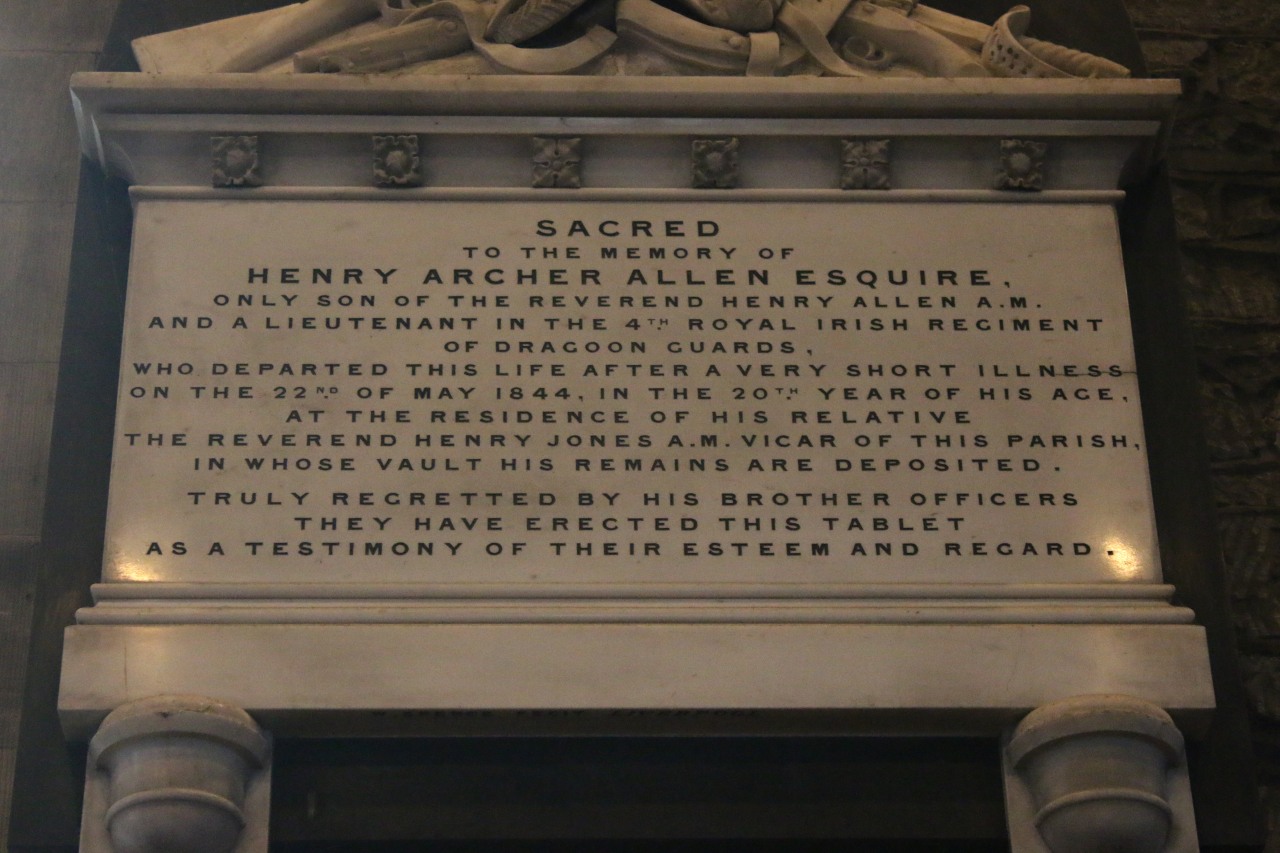 SACRED
TO THE MEMORY OF
HENRY ARCHER ALLEN ESQUIRE,
ONLY SON OF THE REVEREND HENRY ALLEN A.M.
AND A LIEUTENANT IN THE 4TH ROYAL IRISH REGIMENT
OF DRAGOON GUARDS,
WHO DEPARTED THIS LIFE AFTER A VERY SHORT ILLNESS
ON THE 22ND OF MAY 1844, IN THE 20TH YEAR OF HIS AGE,
AT THE RESIDENCE OF HIS RELATIVE
THE REVEREND HENRY JONES A.M. VICAR OF THIS PARISH,
IN WHOSE VAULT HIS REMAINS ARE DEPOSITED.
TRULY REGRETTED BY HIS BROTHER OFFICERS
THEY HAVE ERECTED THIS TABLET
AS A TESTIMONY OF THEIR ESTEEM AND REGARD.